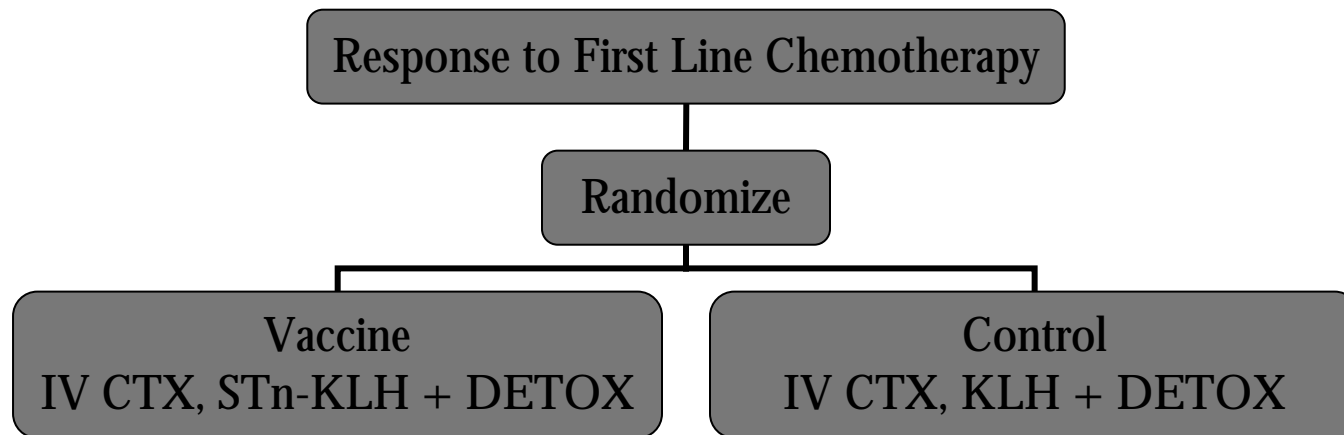 Response to First Line Chemotherapy
Randomize
Vaccine
IV CTX, STn-KLH + DETOX
Control
IV CTX, KLH + DETOX